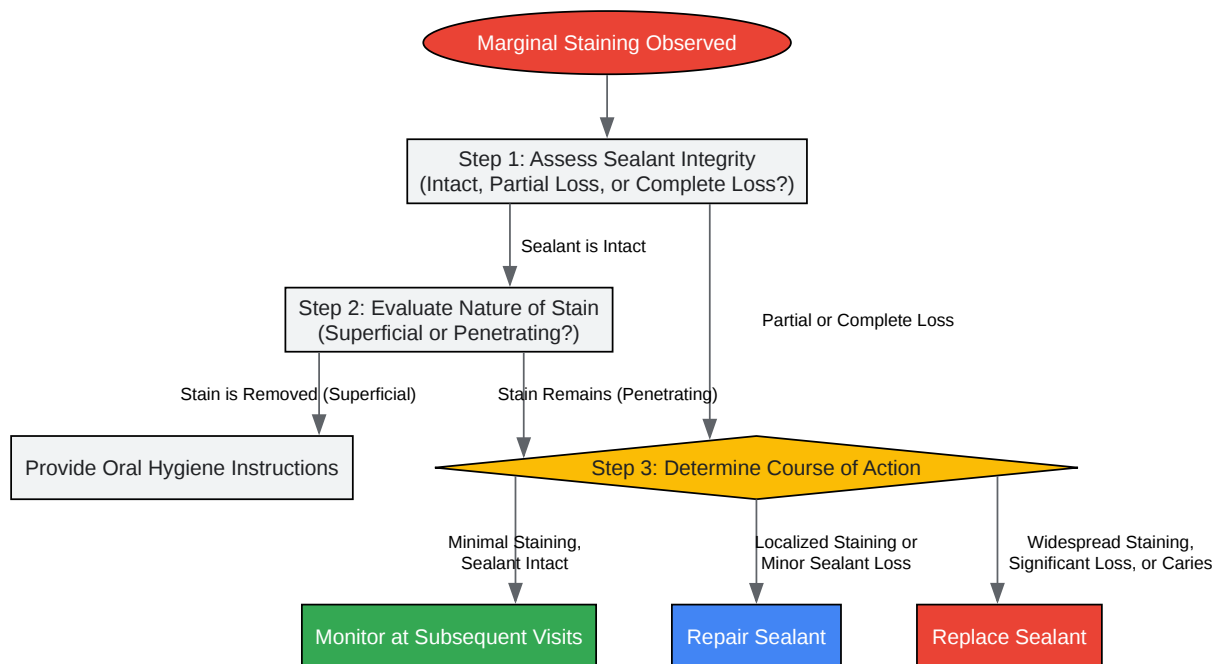 Marginal Staining Observed
Step 1: Assess Sealant Integrity
(Intact, Partial Loss, or Complete Loss?)
Sealant is Intact
Step 2: Evaluate Nature of Stain
(Superficial or Penetrating?)
Partial or Complete Loss
Stain is Removed (Superficial)
Stain Remains (Penetrating)
Provide Oral Hygiene Instructions
Step 3: Determine Course of Action
Minimal Staining,
Sealant Intact
Localized Staining or
Minor Sealant Loss
Widespread Staining,
Significant Loss, or Caries
Monitor at Subsequent Visits
Repair Sealant
Replace Sealant